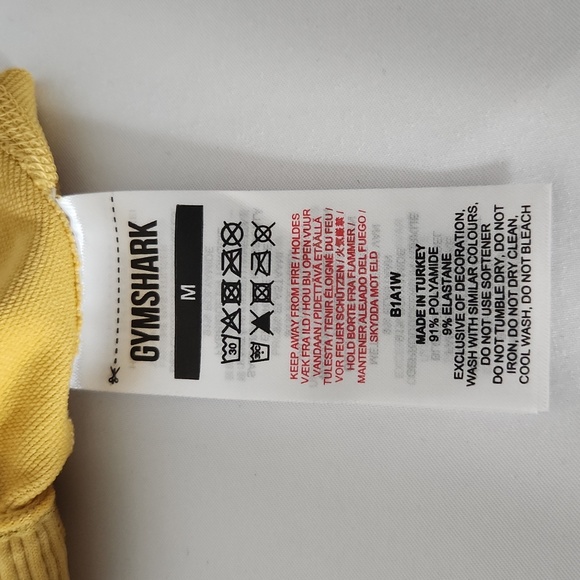 GYMSHARK
M
30
KEEP AWAY FROM FIRE / HOLDES
VÆK FRA ILD / HOU BIJ OPEN VUUR
VANDAAN / PIDETTÄVÄ ETÄÄLLÄ
TULESTA / TENIR ÉLOIGNÉ DU FEU /
VOR FEUER SCHÜTZEN / 火気厳禁 /
HOLD BORTE FRA FLAMMER /
MANTENER ALEJADO DEL FUEGO /
SKYDDA MOT ELD
B1A1W
MADE IN TURKEY
91% POLYAMIDE
9% ELASTANE
EXCLUSIVE OF DECORATION,
WASH WITH SIMILAR COLOURS,
DO NOT USE SOFTENER
DO NOT TUMBLE DRY, DO NOT
IRON, DO NOT DRY CLEAN,
COOL WASH, DO NOT BLEACH